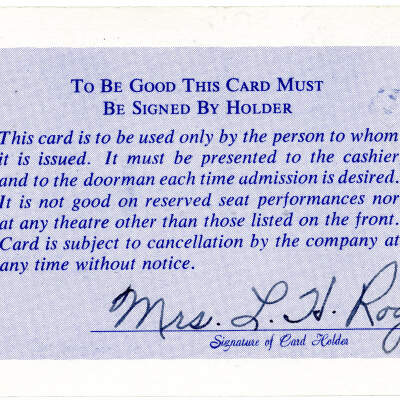 TO BE GOOD THIS CARD MUST
BE SIGNED BY HOLDER
This card is to be used only by the person to whom
it is issued. It must be presented to the cashier
and to the doorman each time admission is desired.
It is not good on reserved seat performances nor
at any theatre other than those listed on the front.
Card is subject to cancellation by the company at
any time without notice.
Mrs. L. H.
Signature of Card Holder